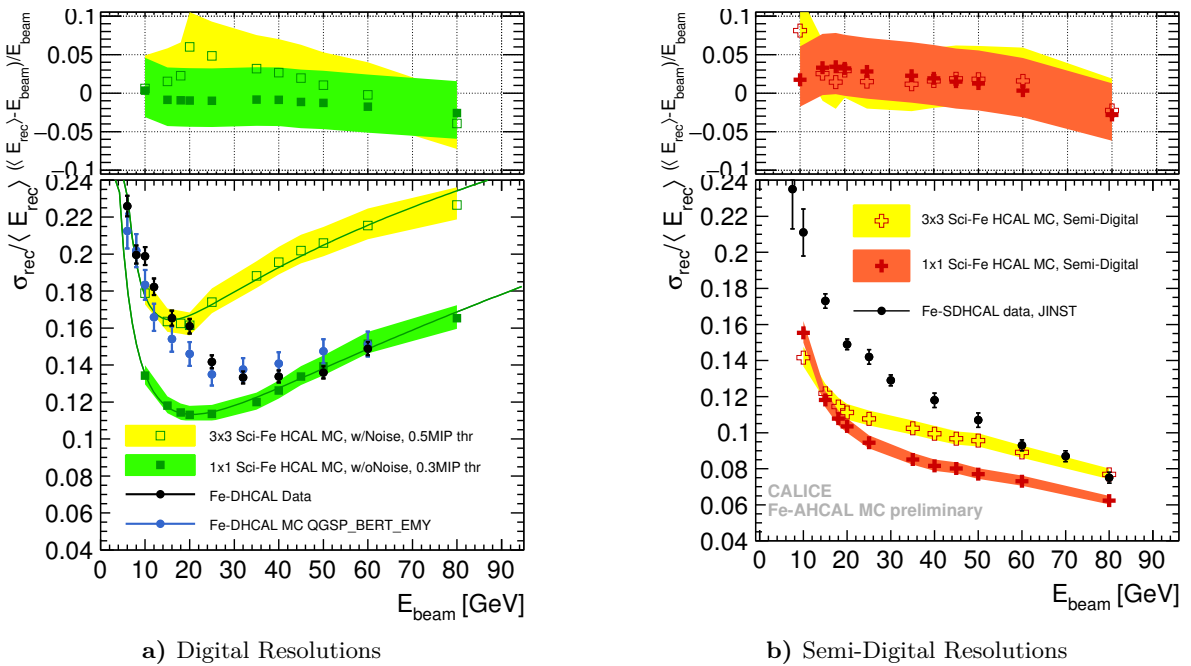 0.1
0.05
0
−0.05
−0.1
(⟨ E_rec⟩-E_beam)/E_beam
0.24
0.22
0.2
0.18
0.16
0.14
0.12
0.1
0.08
0.06
0.04
σ_rec/⟨ E_rec⟩
3x3 Sci-Fe HCAL MC, w/Noise, 0.5MIP thr
1x1 Sci-Fe HCAL MC, w/oNoise, 0.3MIP thr
Fe-DHCAL Data
Fe-DHCAL MC QGSP_BERT_EMY
0 10 20 30 40 50 60 70 80 90
E_beam [GeV]
a) Digital Resolutions
0.1
0.05
0
−0.05
−0.1
(⟨ E_rec⟩-E_beam)/E_beam
0.24
0.22
0.2
0.18
0.16
0.14
0.12
0.1
0.08
0.06
0.04
σ_rec/⟨ E_rec⟩
3x3 Sci-Fe HCAL MC, Semi-Digital
1x1 Sci-Fe HCAL MC, Semi-Digital
Fe-SDHCAL data, JINST
CALICE
Fe-AHCAL MC preliminary
0 10 20 30 40 50 60 70 80 90
E_beam [GeV]
b) Semi-Digital Resolutions